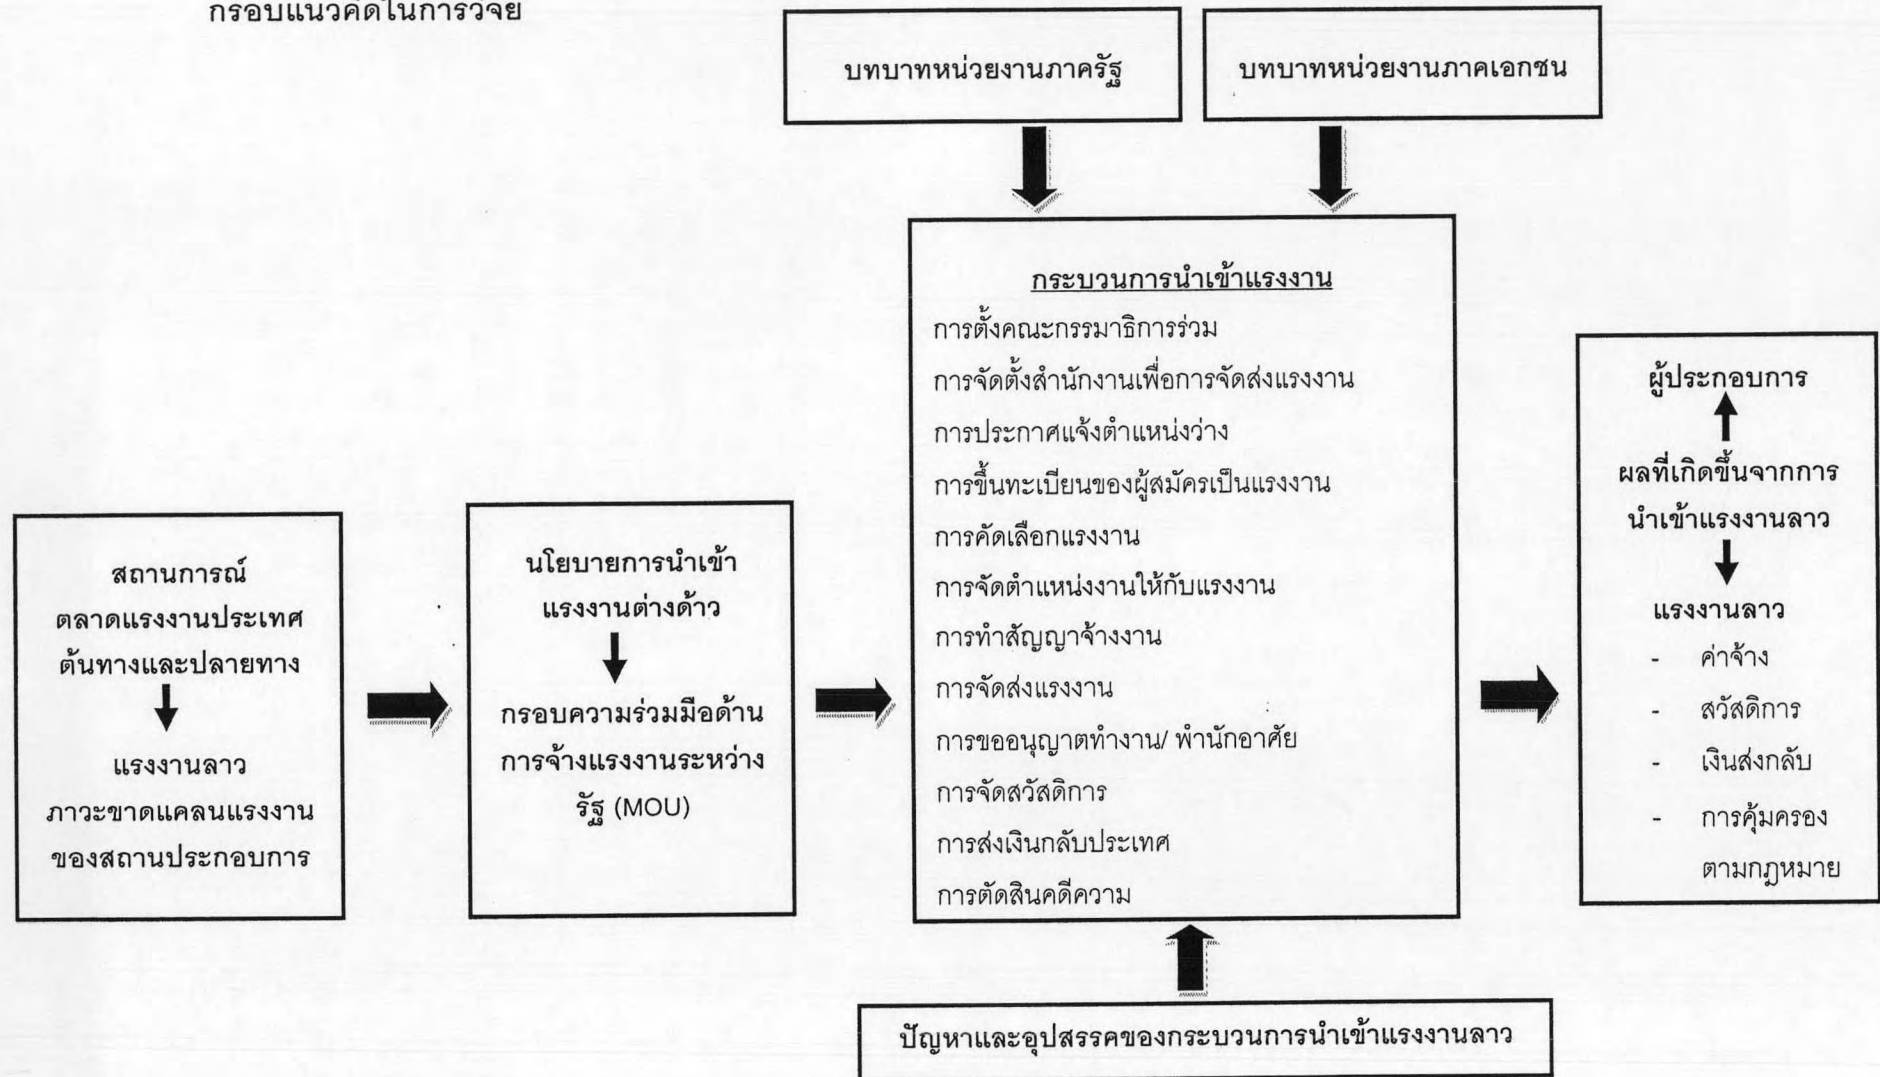 กรอบแนวคิดในการวิจัย
บทบาทหน่วยงานภาครัฐ
บทบาทหน่วยงานภาคเอกชน
กระบวนการนำเข้าแรงงาน
การตั้งคณะกรรมาธิการร่วม
การจัดตั้งสำนักงานเพื่อการจัดส่งแรงงาน
การประกาศแจ้งตำแหน่งว่าง
การขึ้นทะเบียนของผู้สมัครเป็นแรงงาน
การคัดเลือกแรงงาน
การจัดตำแหน่งงานให้กับแรงงาน
การทำสัญญาจ้างงาน
การจัดส่งแรงงาน
การขออนุญาตทำงาน/ พำนักอาศัย
การจัดสวัสดิการ
การส่งเงินกลับประเทศ
การตัดสินคดีความ
สถานการณ์
ตลาดแรงงานประเทศ
ต้นทางและปลายทาง
แรงงานลาว
ภาวะขาดแคลนแรงงาน
ของสถานประกอบการ
นโยบายการนำเข้า
แรงงานต่างด้าว
กรอบความร่วมมือด้าน
การจ้างแรงงานระหว่าง
รัฐ (MOU)
ผู้ประกอบการ
ผลที่เกิดขึ้นจากการ
นำเข้าแรงงานลาว
แรงงานลาว
- ค่าจ้าง
- สวัสดิการ
- เงินส่งกลับ
- การคุ้มครอง
ตามกฎหมาย
ปัญหาและอุปสรรคของกระบวนการนำเข้าแรงงานลาว